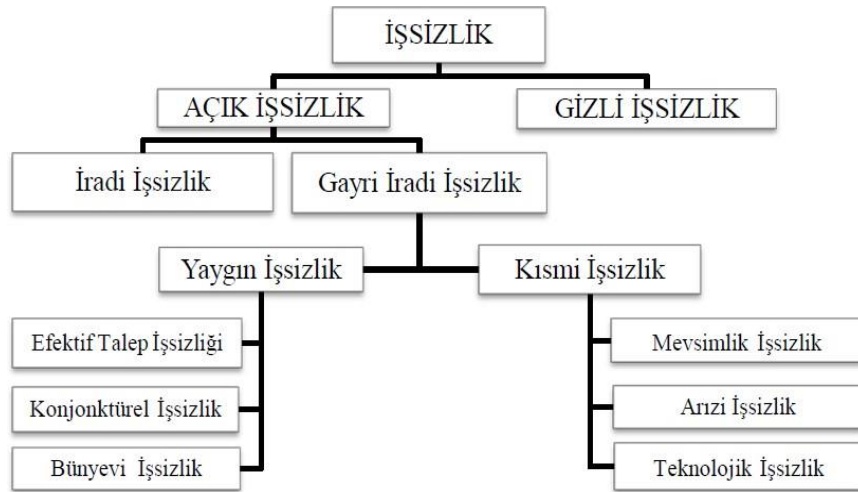 İŞSİZLİK
AÇIK İŞSİZLİK
GİZLİ İŞSİZLİK
İradi İşsizlik
Gayri İradi İşsizlik
Yaygın İşsizlik
Kısmi İşsizlik
Efektif Talep İşsizliği
Konjonktürel İşsizlik
Bünyevi İşsizlik
Mevsimlik İşsizlik
Arızi İşsizlik
Teknolojik İşsizlik